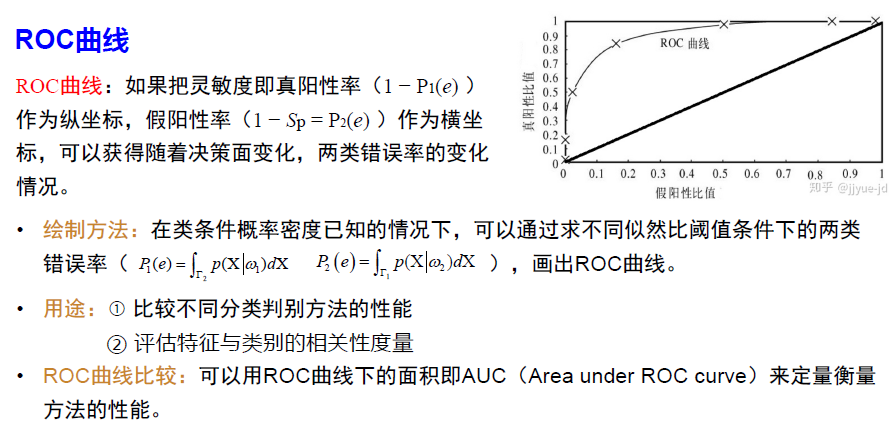 ROC曲线
ROC曲线：如果把灵敏度即真阳性率（1 − P1(e) ）
作为纵坐标，假阳性率（1 − Sp = P2(e) ）作为横坐
标，可以获得随着决策面变化，两类错误率的变化
情况。
真阳性比值
1
0.9
0.8
0.7
0.6
0.5
0.4
0.3
0.2
0.1
0
ROC 曲线
0 0.1 0.2 0.3 0.4 0.5 0.6 0.7 0.8 0.9 1
假阳性比值
知乎 @jjyue-jd
• 绘制方法：在类条件概率密度已知的情况下，可以通过求不同似然比阈值条件下的两类
错误率（ P₁(e) = ∫Γ₂ p(X|ω₁)dX P₂(e) = ∫Γ₁ p(X|ω₂)dX ），画出ROC曲线。
• 用途：① 比较不同分类判别方法的性能
② 评估特征与类别的相关性度量
• ROC曲线比较：可以用ROC曲线下的面积即AUC（Area under ROC curve）来定量衡量
方法的性能。